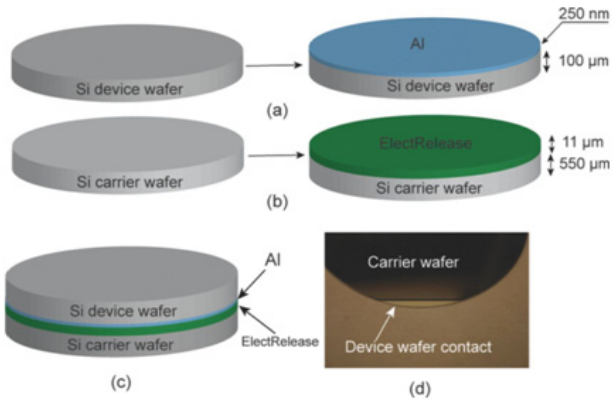 250 nm
Al
100 µm
Si device wafer
Si device wafer
(a)
ElectRelease
11 µm
Si carrier wafer
Si carrier wafer
550 µm
(b)
Al
Si device wafer
Si carrier wafer
ElectRelease
(c)
Carrier wafer
Device wafer contact
(d)